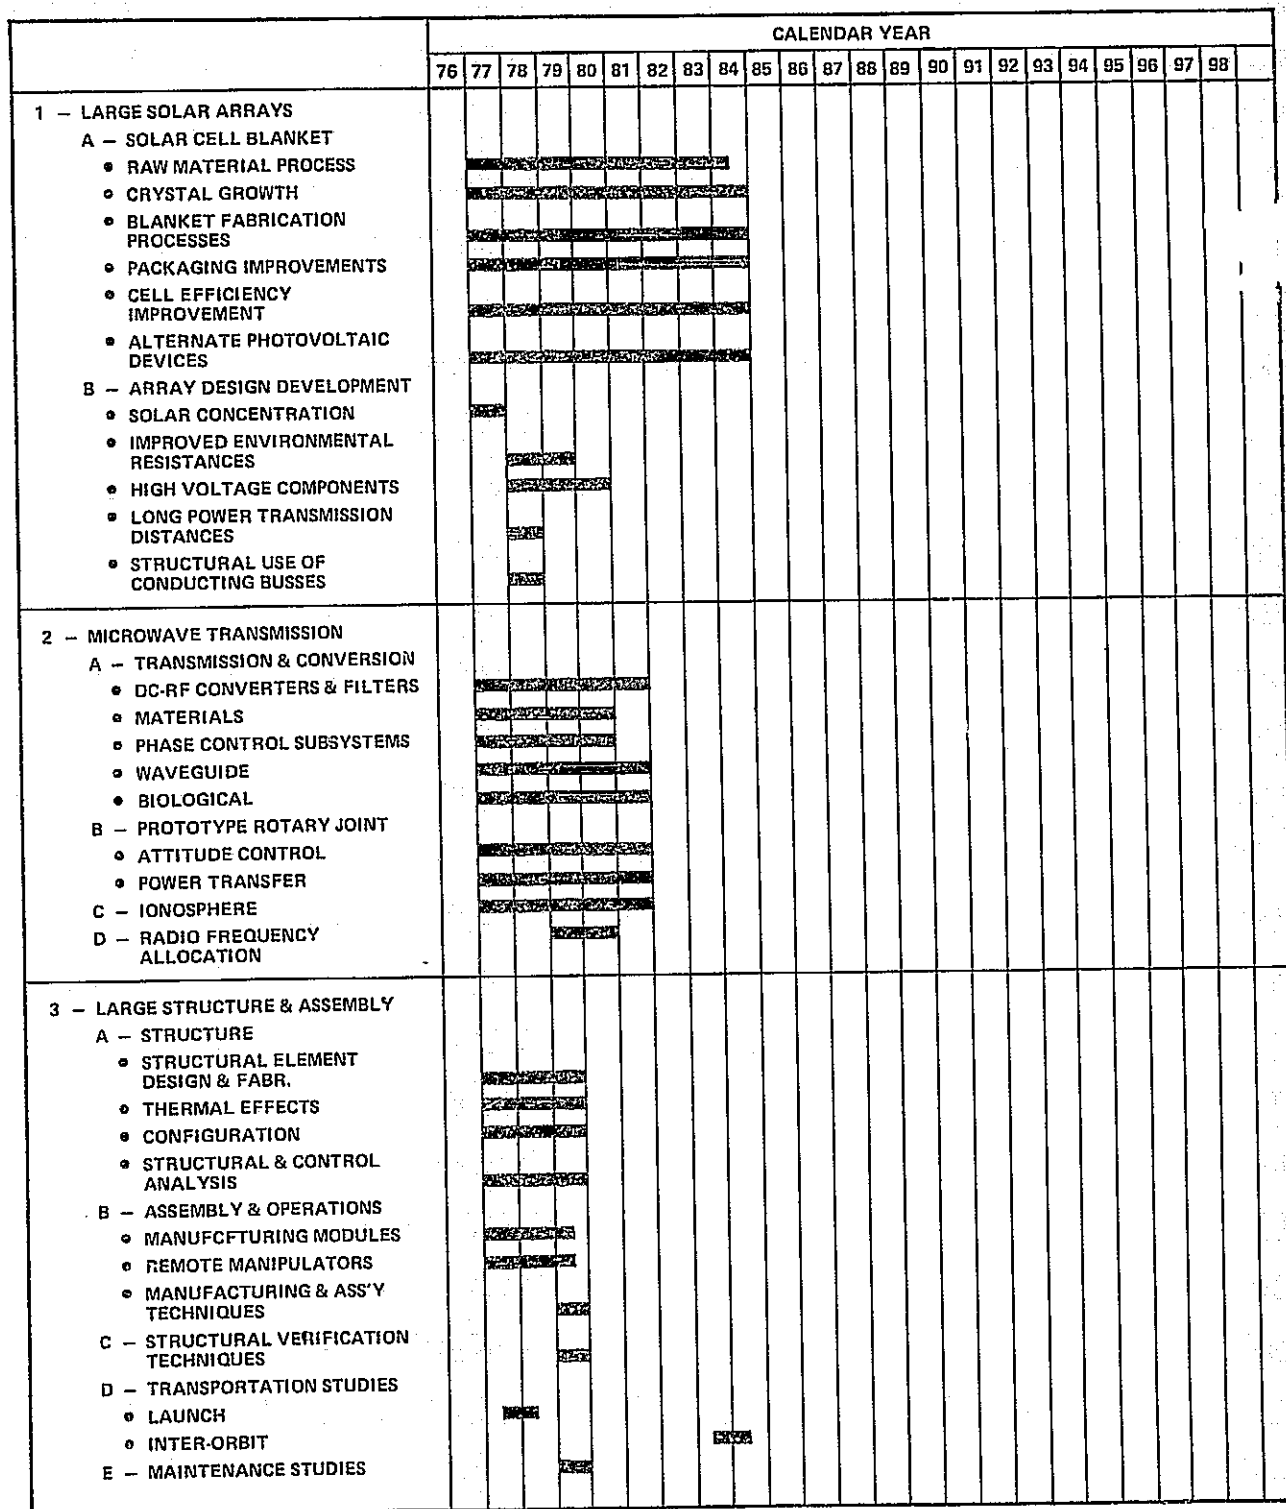 CALENDAR YEAR
76 77 78 79 80 81 82 83 84 85 86 87 88 89 90 91 92 93 94 95 96 97 98
1 – LARGE SOLAR ARRAYS
A – SOLAR CELL BLANKET
• RAW MATERIAL PROCESS
• CRYSTAL GROWTH
• BLANKET FABRICATION
PROCESSES
• PACKAGING IMPROVEMENTS
• CELL EFFICIENCY
IMPROVEMENT
• ALTERNATE PHOTOVOLTAIC
DEVICES
B – ARRAY DESIGN DEVELOPMENT
• SOLAR CONCENTRATION
• IMPROVED ENVIRONMENTAL
RESISTANCES
• HIGH VOLTAGE COMPONENTS
• LONG POWER TRANSMISSION
DISTANCES
• STRUCTURAL USE OF
CONDUCTING BUSSES
2 – MICROWAVE TRANSMISSION
A – TRANSMISSION & CONVERSION
• DC-RF CONVERTERS & FILTERS
• MATERIALS
• PHASE CONTROL SUBSYSTEMS
• WAVEGUIDE
• BIOLOGICAL
B – PROTOTYPE ROTARY JOINT
• ATTITUDE CONTROL
• POWER TRANSFER
C – IONOSPHERE
D – RADIO FREQUENCY
ALLOCATION
3 – LARGE STRUCTURE & ASSEMBLY
A – STRUCTURE
• STRUCTURAL ELEMENT
DESIGN & FABR.
• THERMAL EFFECTS
• CONFIGURATION
• STRUCTURAL & CONTROL
ANALYSIS
B – ASSEMBLY & OPERATIONS
• MANUFCFTURING MODULES
• REMOTE MANIPULATORS
• MANUFACTURING & ASS'Y
TECHNIQUES
C – STRUCTURAL VERIFICATION
TECHNIQUES
D – TRANSPORTATION STUDIES
• LAUNCH
• INTER-ORBIT
E – MAINTENANCE STUDIES